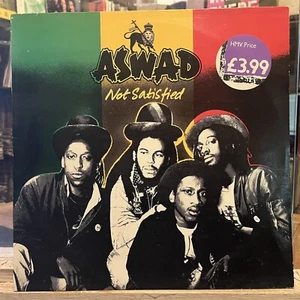 ASWAD
Not Satisfied
HMV Price
£3.99